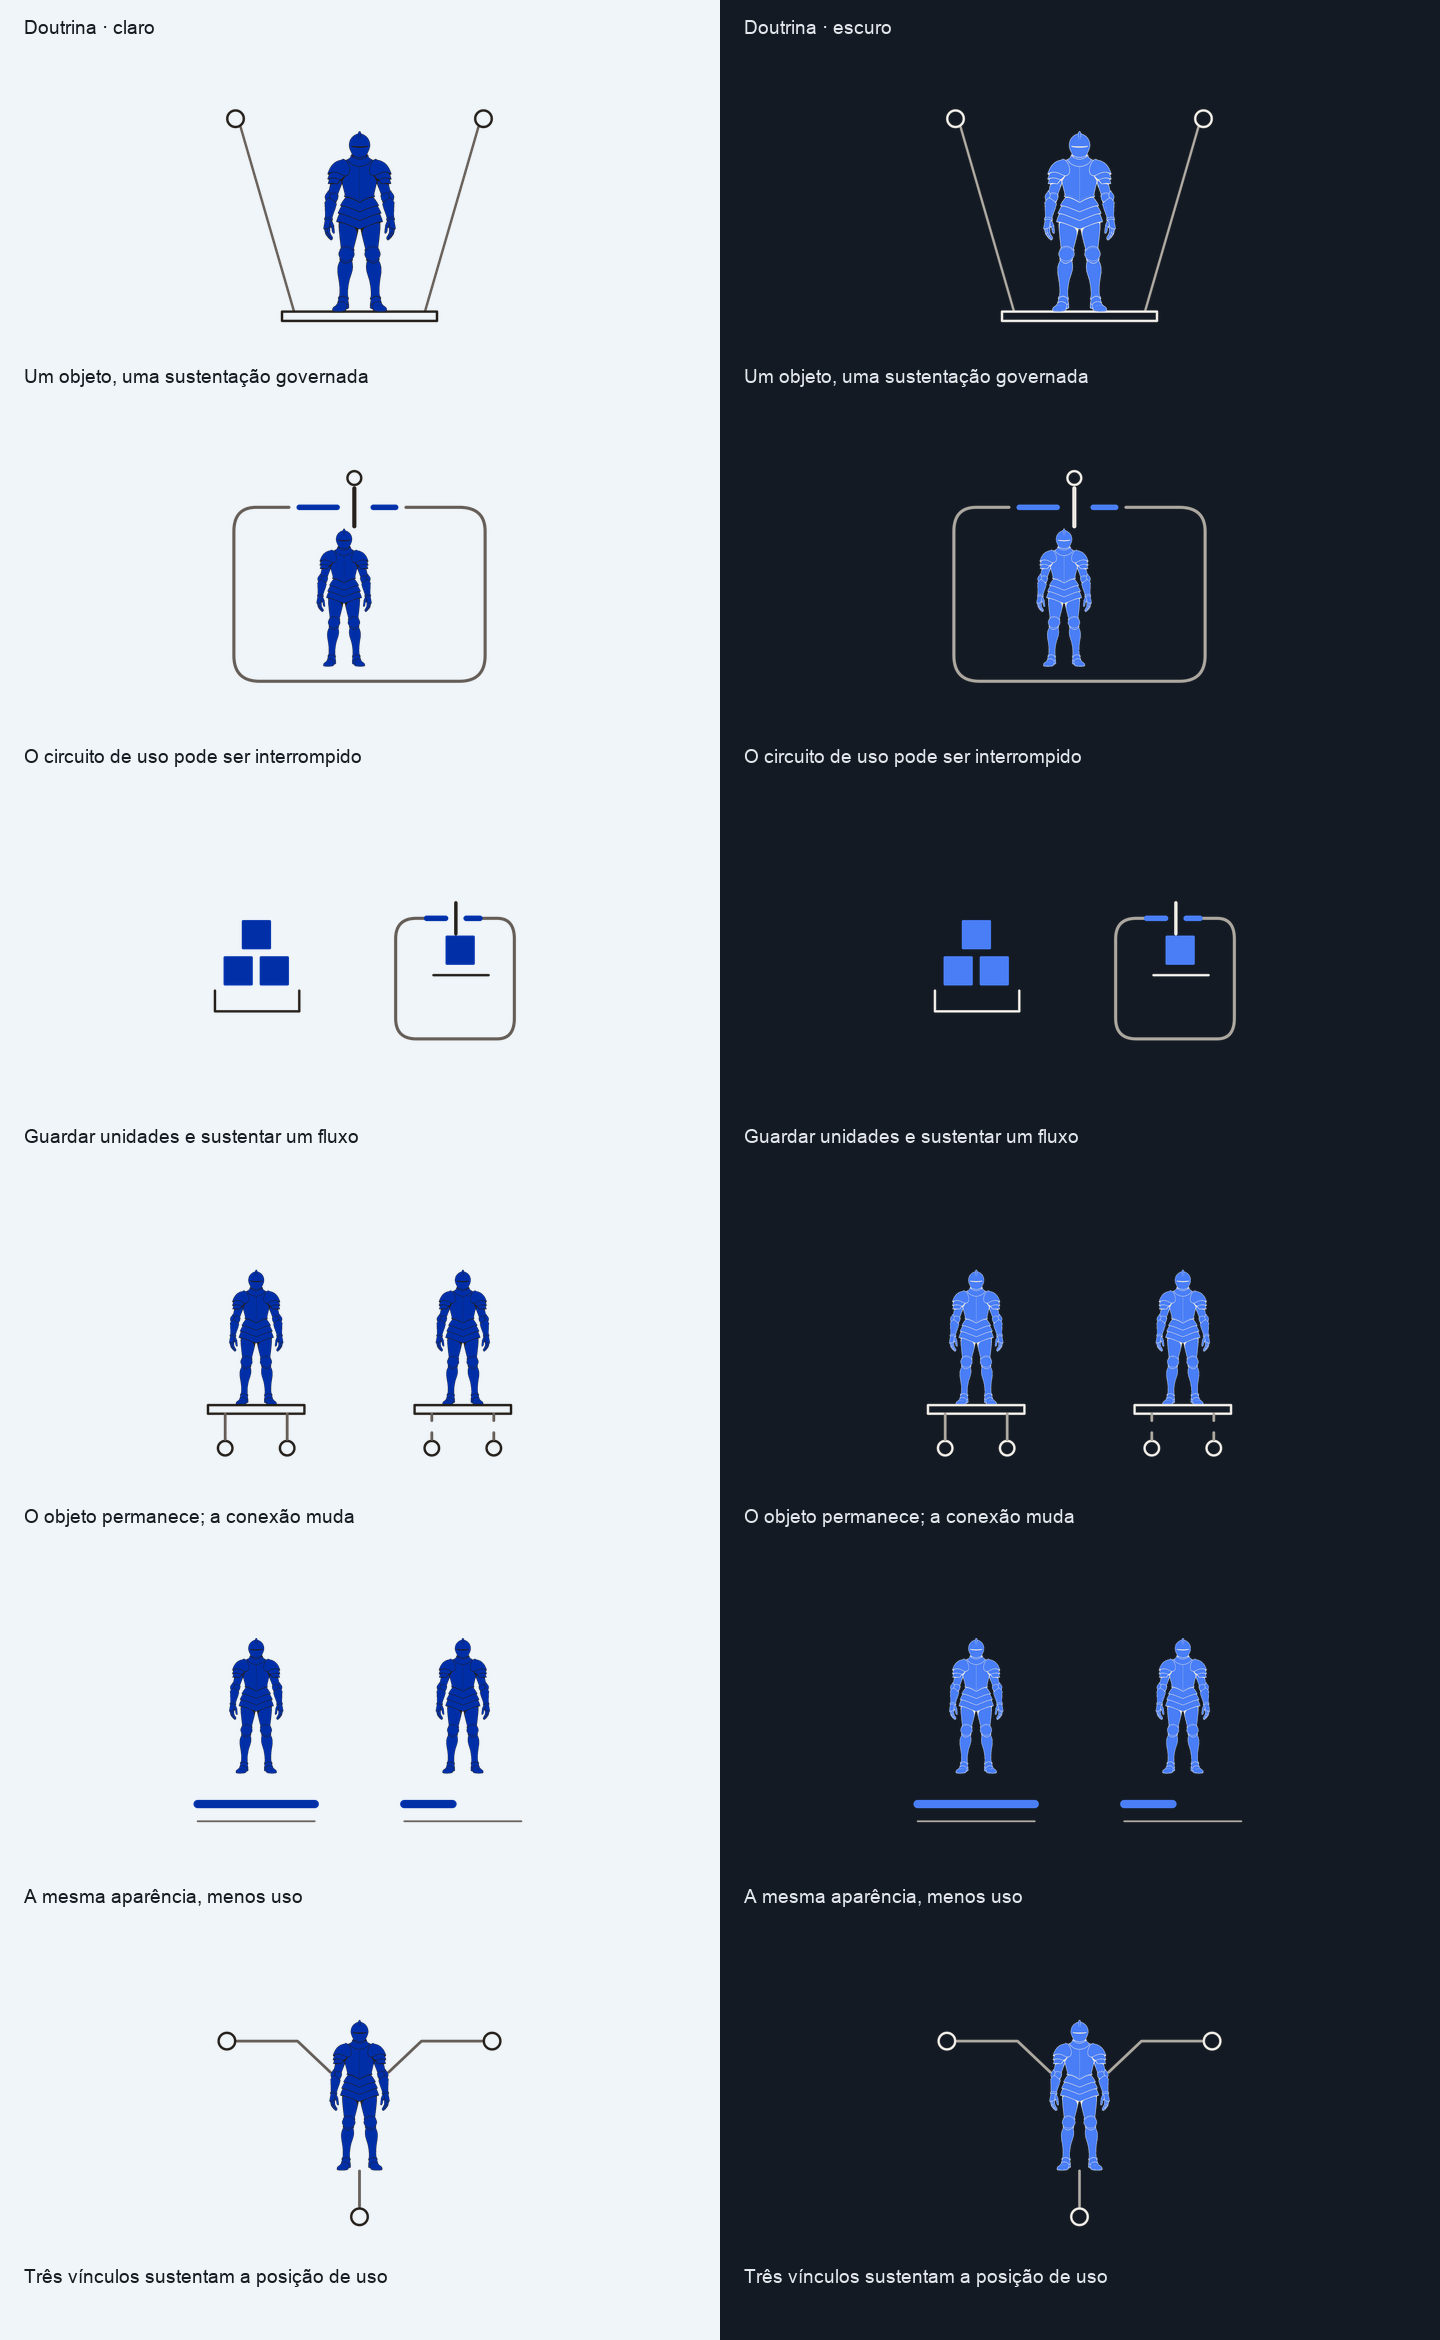 Doutrina · claro
Doutrina · escuro
Um objeto, uma sustentação governada
Um objeto, uma sustentação governada
O circuito de uso pode ser interrompido
O circuito de uso pode ser interrompido
Guardar unidades e sustentar um fluxo
Guardar unidades e sustentar um fluxo
O objeto permanece; a conexão muda
O objeto permanece; a conexão muda
A mesma aparência, menos uso
A mesma aparência, menos uso
Três vínculos sustentam a posição de uso
Três vínculos sustentam a posição de uso